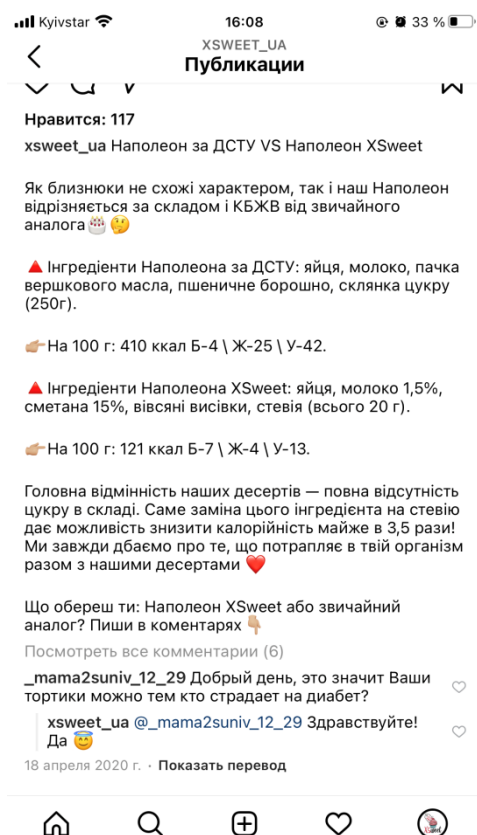 Kyivstar 16:08 33 %
XSWEET_UA
Публикации
Нравится: 117
xsweet_ua Наполеон за ДСТУ VS Наполеон XSweet
Як близнюки не схожі характером, так і наш Наполеон
відрізняється за складом і КБЖВ від звичайного
аналога🎂🤔
🔺Інгредієнти Наполеона за ДСТУ: яйця, молоко, пачка
вершкового масла, пшеничне борошно, склянка цукру
(250г).
👉🏼На 100 г: 410 ккал Б-4 \ Ж-25 \ У-42.
🔺Інгредієнти Наполеона XSweet: яйця, молоко 1,5%,
сметана 15%, вівсяні висівки, стевія (всього 20 г).
👉🏼На 100 г: 121 ккал Б-7 \ Ж-4 \ У-13.
Головна відмінність наших десертів — повна відсутність
цукру в складі. Саме заміна цього інгредієнта на стевію
дає можливість знизити калорійність майже в 3,5 рази!
Ми завжди дбаємо про те, що потрапляє в твій організм
разом з нашими десертами ❤️
Що обереш ти: Наполеон XSweet або звичайний
аналог? Пиши в коментарях 👇🏼
Посмотреть все комментарии (6)
_mama2suniv_12_29 Добрый день, это значит Ваши
тортики можно тем кто страдает на диабет?
xsweet_ua @_mama2suniv_12_29 Здравствуйте!
Да 😇
18 апреля 2020 г. · Показать перевод